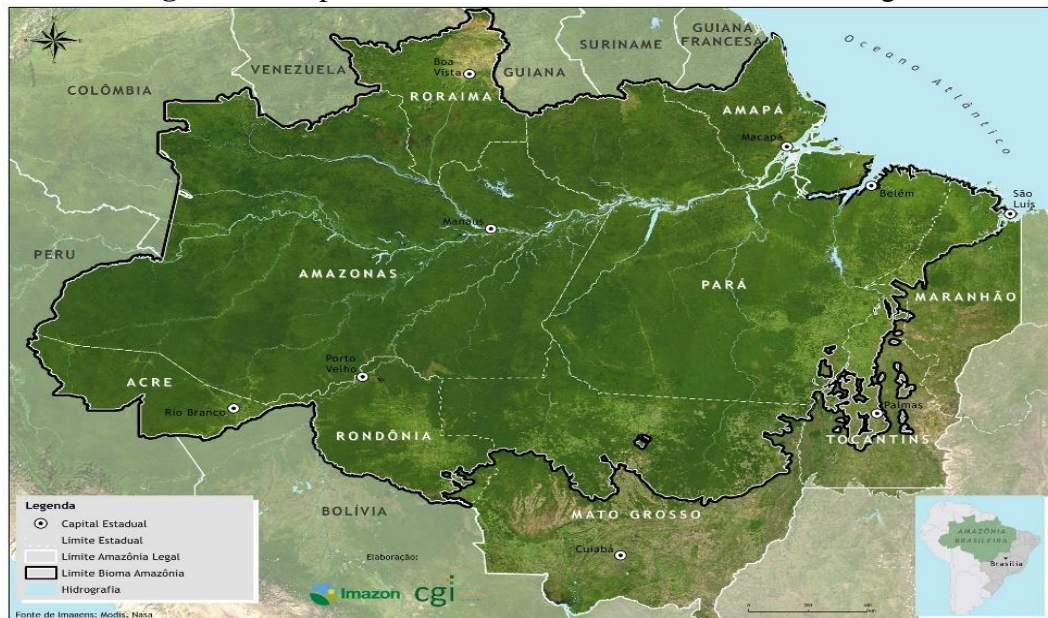 SURINAME
GUIANA
FRANCESA
Oceano Atlântico
VENEZUELA
Boa
Vista
GUIANA
COLÔMBIA
RORAIMA
AMAPÁ
Macapá
Belém
São
Luís
Manaus
PERU
AMAZONAS
PARÁ
MARANHÃO
Porto
Velho
ACRE
Rio Branco
Palmas
RONDÔNIA
TOCANTINS
BOLÍVIA
MATO GROSSO
Cuiabá
Legenda
Capital Estadual
Limite Estadual
Limite Amazônia Legal
Limite Bioma Amazônia
Hidrografia
Elaboração:
Imazon
cgi
AMAZÔNIA
BRASILEIRA
Brasília
Fonte de Imagens: Modis, Nasa